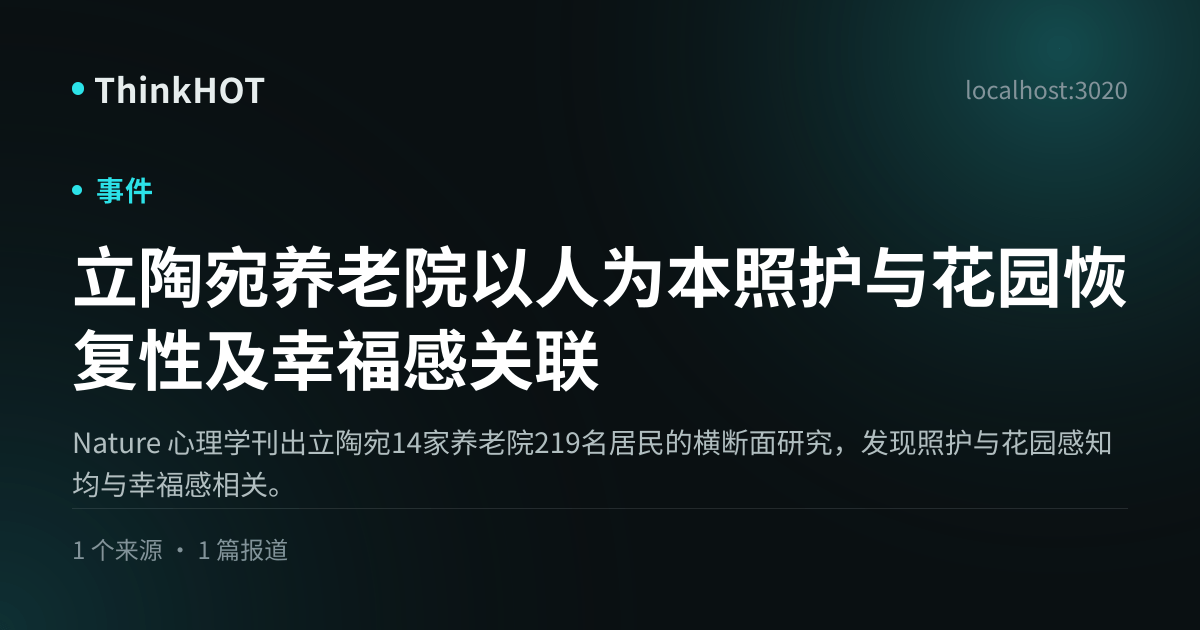 ThinkHOT
localhost:3020
事件
立陶宛养老院以人为本照护与花园恢
复性及幸福感关联
Nature 心理学刊出立陶宛14家养老院219名居民的横断面研究，发现照护与花园感知
均与幸福感相关。
1 个来源 · 1 篇报道